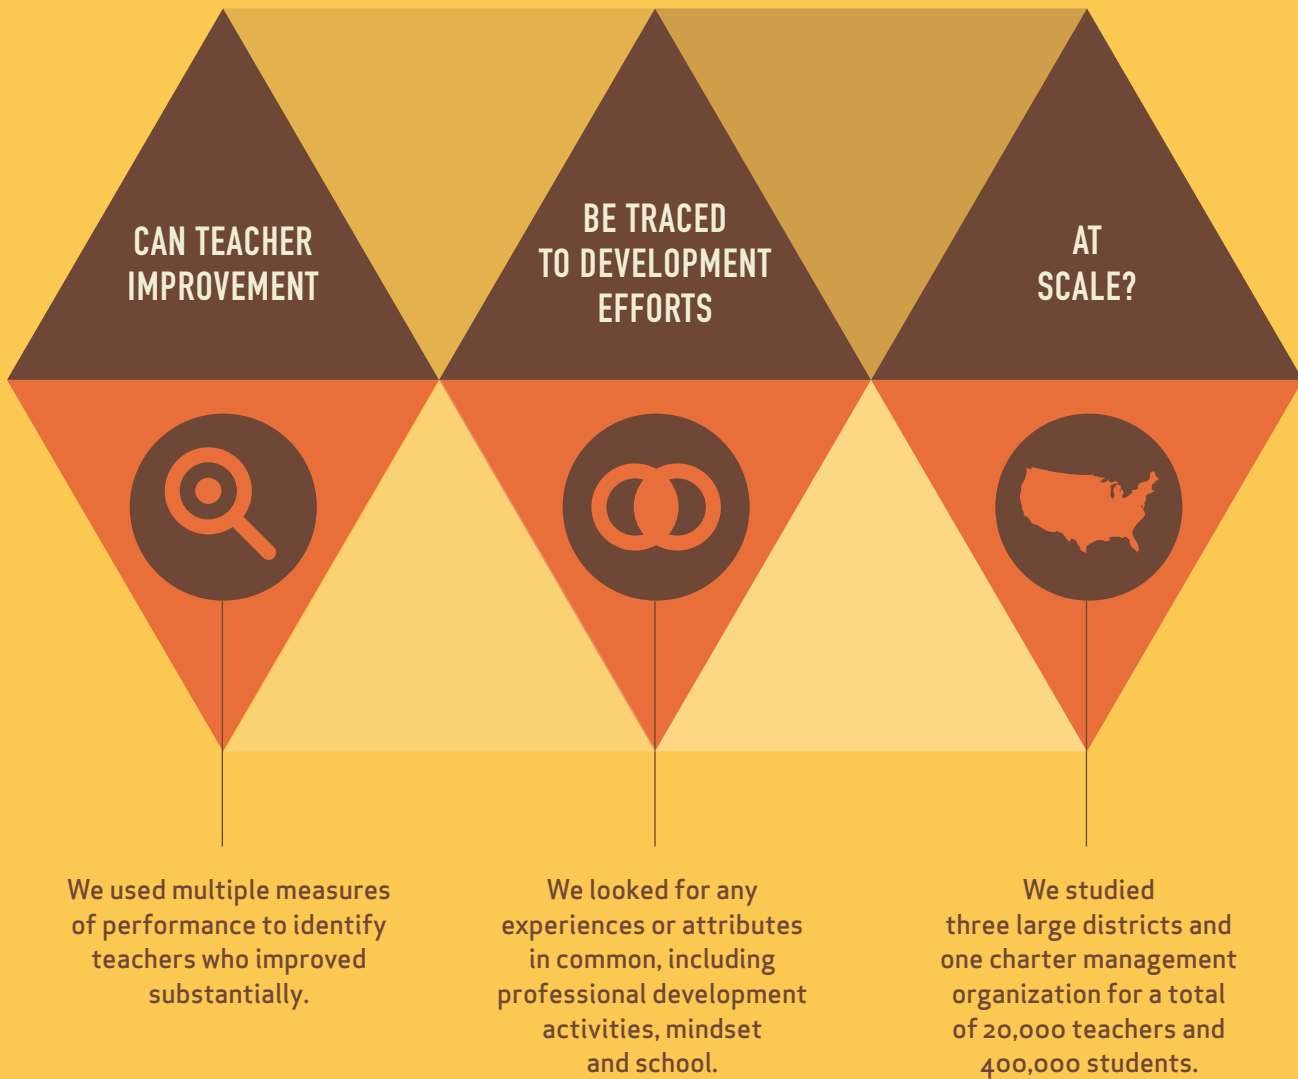 CAN TEACHER
IMPROVEMENT
BE TRACED
TO DEVELOPMENT
EFFORTS
AT
SCALE?
We used multiple measures
of performance to identify
teachers who improved
substantially.
We looked for any
experiences or attributes
in common, including
professional development
activities, mindset
and school.
We studied
three large districts and
one charter management
organization for a total
of 20,000 teachers and
400,000 students.